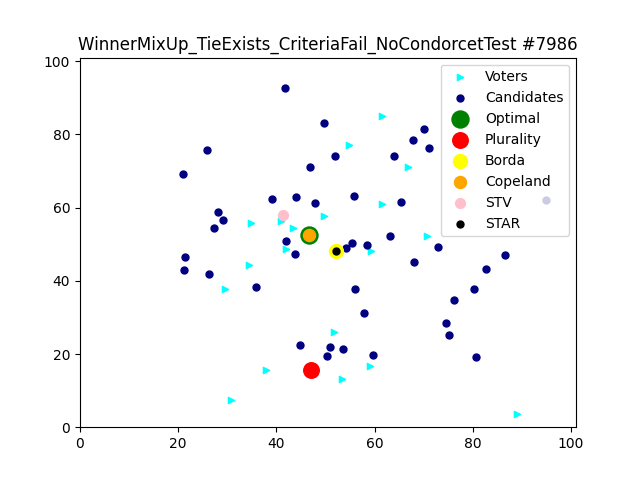 WinnerMixUp_TieExists_CriteriaFail_NoCondorcetTest #7986
100
80
60
40
20
0
0 20 40 60 80 100
Voters
Candidates
Optimal
Plurality
Borda
Copeland
STV
STAR